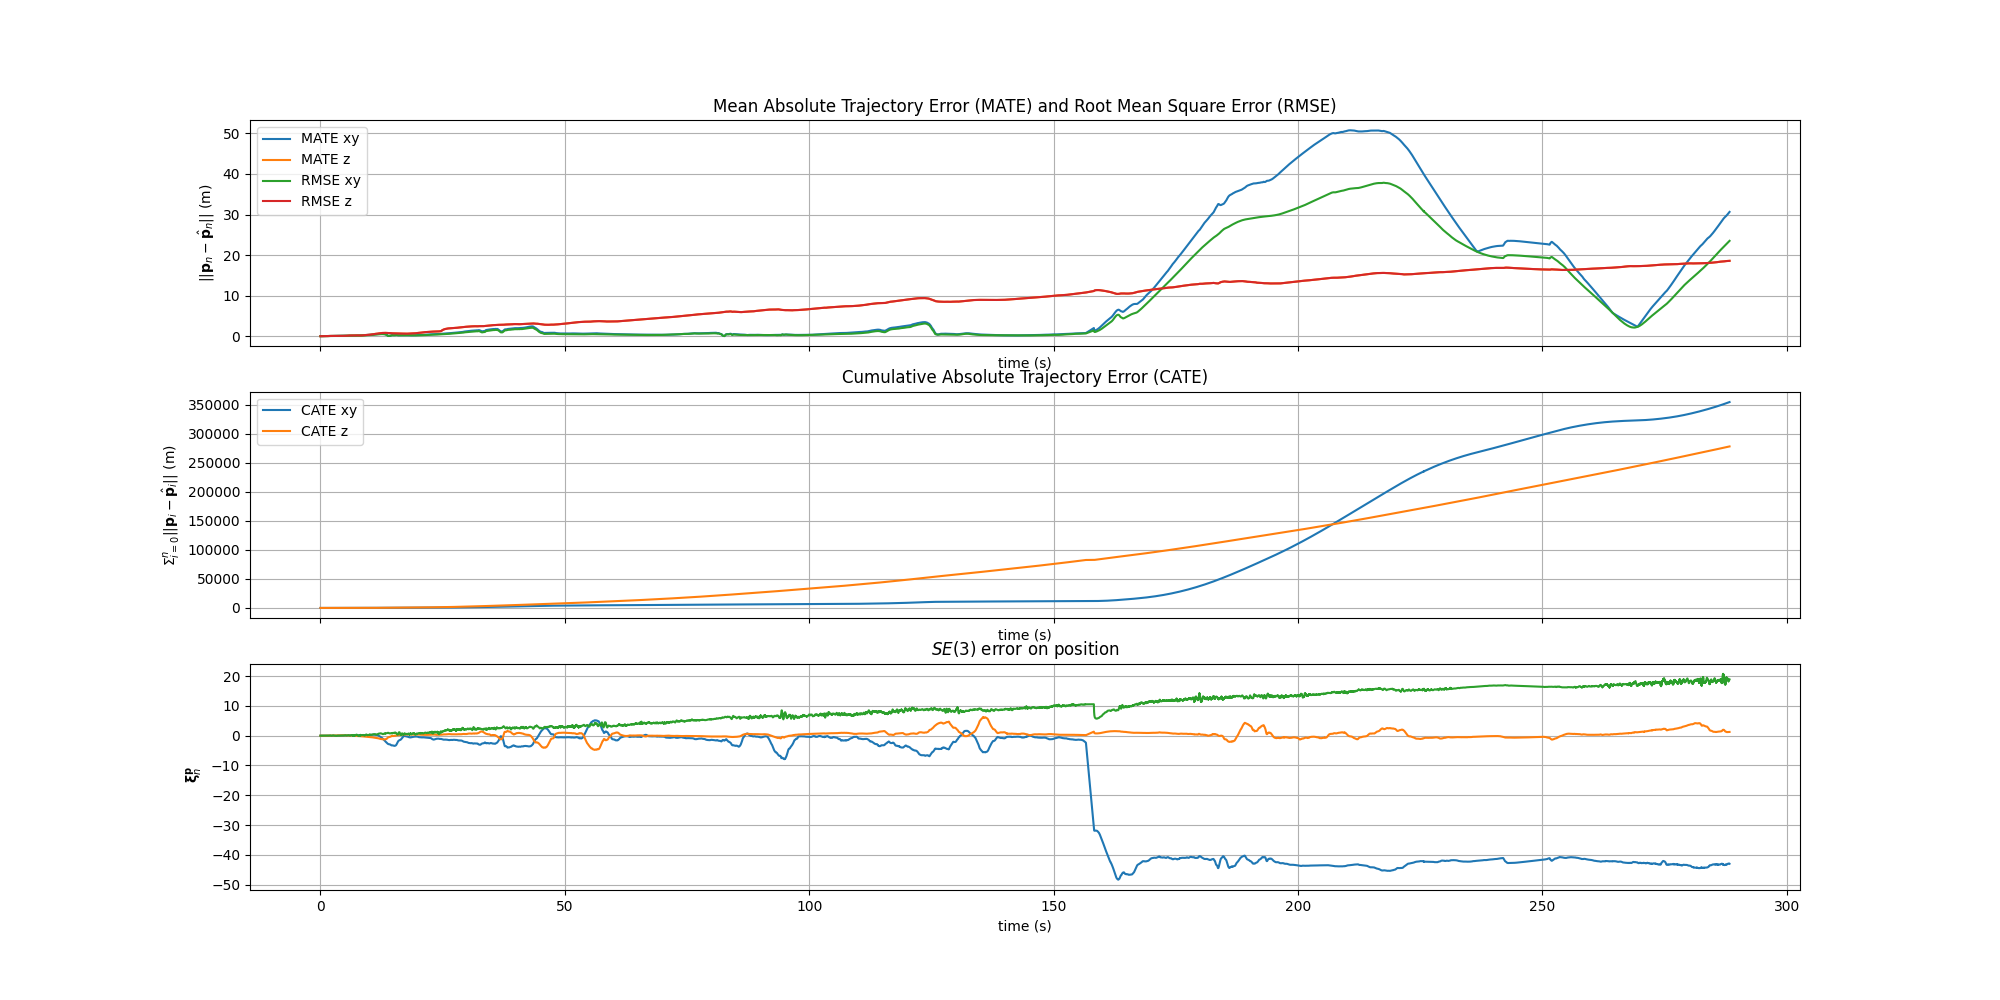 Mean Absolute Trajectory Error (MATE) and Root Mean Square Error (RMSE)
||pₙ − p̂ₙ|| (m)
50
40
30
20
10
0
MATE xy
MATE z
RMSE xy
RMSE z
time (s)
Cumulative Absolute Trajectory Error (CATE)
Σⁿᵢ₌₀||pᵢ − p̂ᵢ|| (m)
350000
300000
250000
200000
150000
100000
50000
0
CATE xy
CATE z
time (s)
SE(3) error on position
ξₙᵖ
20
10
0
−10
−20
−30
−40
−50
0 50 100 150 200 250 300
time (s)